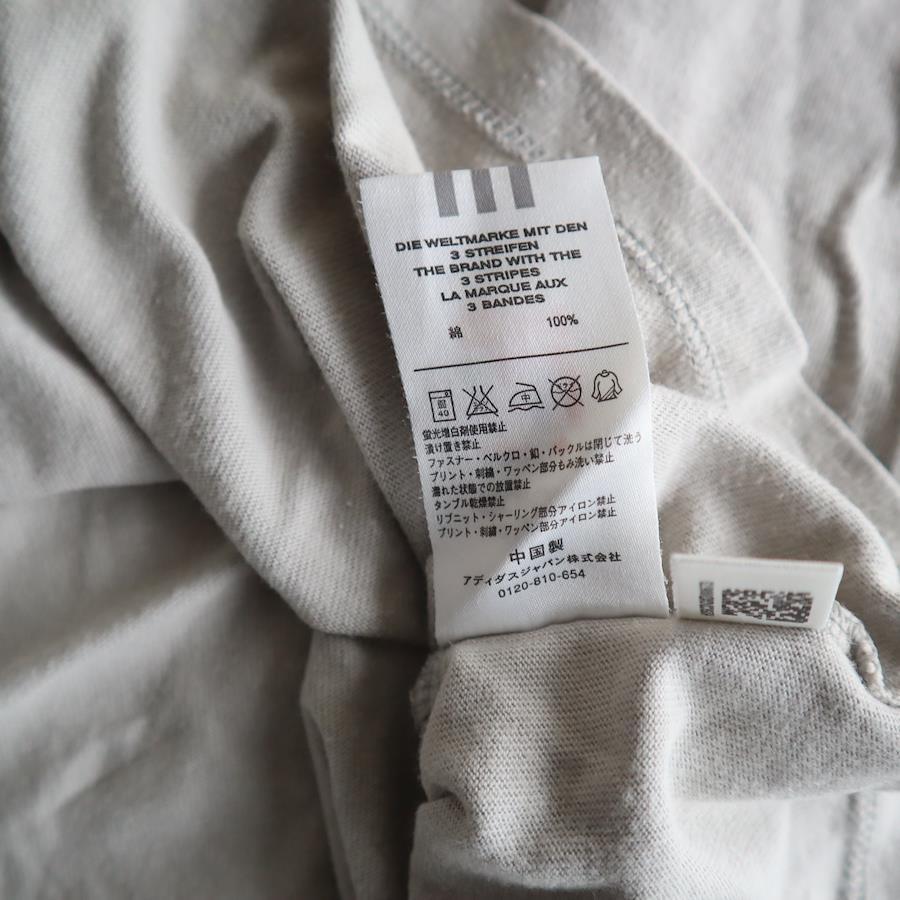 DIE WELTMARKE MIT DEN
3 STREIFEN
THE BRAND WITH THE
3 STRIPES
LA MARQUE AUX
3 BANDES
綿 100%
40 中
蛍光増白剤使用禁止
漬け置き禁止
ファスナー・ベルクロ・釦・バックルは閉じて洗う
プリント・刺繍・ワッペン部分もみ洗い禁止
濡れた状態での放置禁止
タンブル乾燥禁止
リブニット・シャーリング部分アイロン禁止
プリント・刺繍・ワッペン部分アイロン禁止
中国製
アディダスジャパン株式会社
0120-810-654